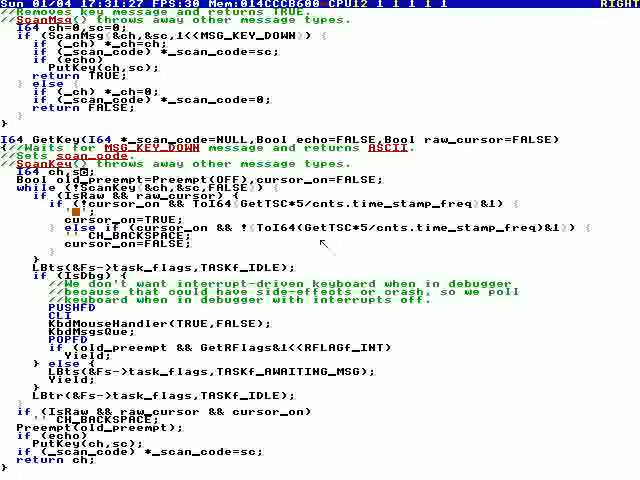 Sun 01/04 17:31:27 FPS:30 Mem:014CCCB600 CPU12 1 1 1 1 1 RIGHT
//Removes key message and returns TRUE.
//ScanMsg() throws away other message types.
I64 ch=0,sc=0;
if (ScanMsg(&ch,&sc,1<<MSG_KEY_DOWN)) {
if (_ch) *_ch=ch;
if (_scan_code) *_scan_code=sc;
if (echo)
PutKey(ch,sc);
return TRUE;
} else {
if (_ch) *_ch=0;
if (_scan_code) *_scan_code=0;
return FALSE;
}
}
I64 GetKey(I64 *_scan_code=NULL,Bool echo=FALSE,Bool raw_cursor=FALSE)
{//Waits for MSG_KEY_DOWN message and returns ASCII.
//Sets scan_code.
//ScanKey() throws away other message types.
I64 ch,sc;
Bool old_preempt=Preempt(OFF),cursor_on=FALSE;
while (!ScanKey(&ch,&sc,FALSE)) {
if (IsRaw && raw_cursor) {
if (!cursor_on && ToI64(GetTSC*5/cnts.time_stamp_freq)&1) {
'█';
cursor_on=TRUE;
} else if (cursor_on && !(ToI64(GetTSC*5/cnts.time_stamp_freq)&1)) {
'' CH_BACKSPACE;
cursor_on=FALSE;
}
}
LBts(&Fs->task_flags,TASKf_IDLE);
if (IsDbg) {
//We don't want interrupt-driven keyboard when in debugger
//because that could have side-effects or crash, so we poll
//keyboard when in debugger with interrupts off.
PUSHFD
CLI
KbdMouseHandler(TRUE,FALSE);
KbdMsgsQue;
POPFD
if (old_preempt && GetRFlags&1<<RFLAGf_INT)
Yield;
} else {
LBts(&Fs->task_flags,TASKf_AWAITING_MSG);
Yield;
}
LBtr(&Fs->task_flags,TASKf_IDLE);
}
if (IsRaw && raw_cursor && cursor_on)
'' CH_BACKSPACE;
Preempt(old_preempt);
if (echo)
PutKey(ch,sc);
if (_scan_code) *_scan_code=sc;
return ch;
}